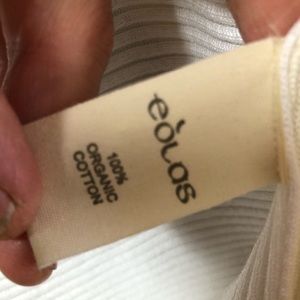 eòlas
100%
ORGANIC
COTTON